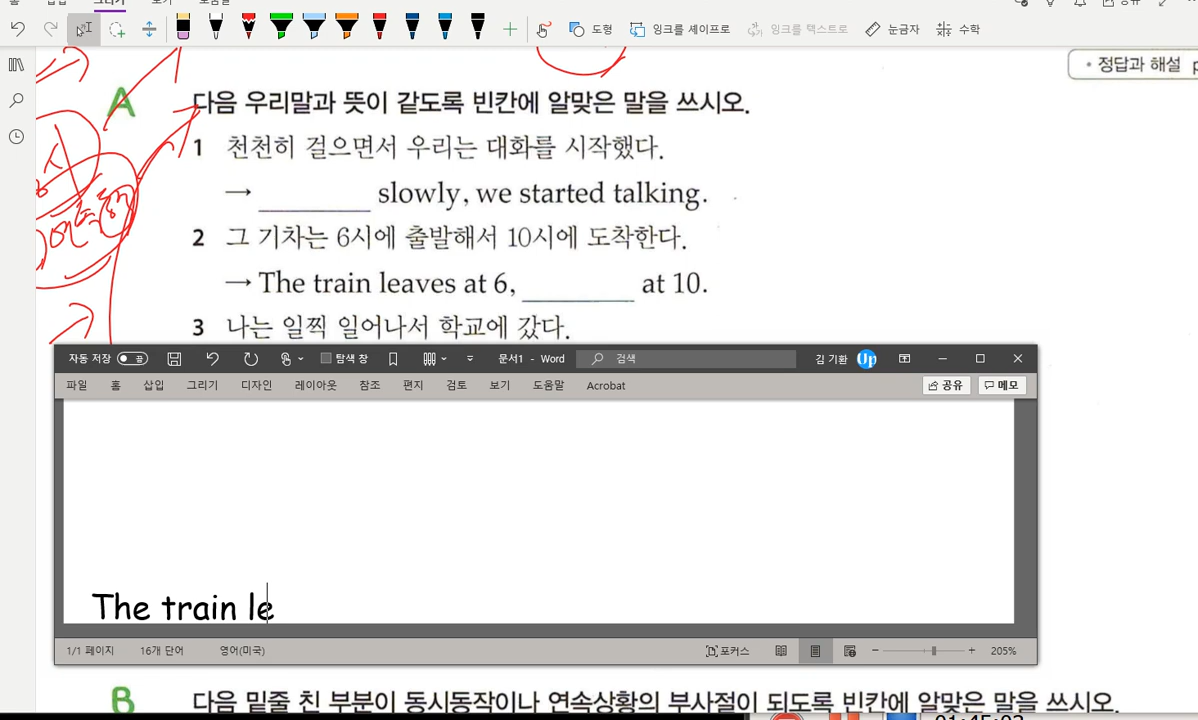 도형
잉크를 셰이프로
잉크를 텍스트로
눈금자
수학
• 정답과 해설 p
A 다음 우리말과 뜻이 같도록 빈칸에 알맞은 말을 쓰시오.
1 천천히 걸으면서 우리는 대화를 시작했다.
→ ________ slowly, we started talking.
2 그 기차는 6시에 출발해서 10시에 도착한다.
→ The train leaves at 6, ________ at 10.
3 나는 일찍 일어나서 학교에 갔다.
자동 저장 끔 탐색 창 문서1 - Word 검색 김 기환 Up
파일 홈 삽입 그리기 디자인 레이아웃 참조 편지 검토 보기 도움말 Acrobat 공유 메모
The train le
1/1 페이지 16개 단어 영어(미국) 포커스 205%
B 다음 밑줄 친 부분이 동시동작이나 연속상황의 부사절이 되도록 빈칸에 알맞은 말을 쓰시오.